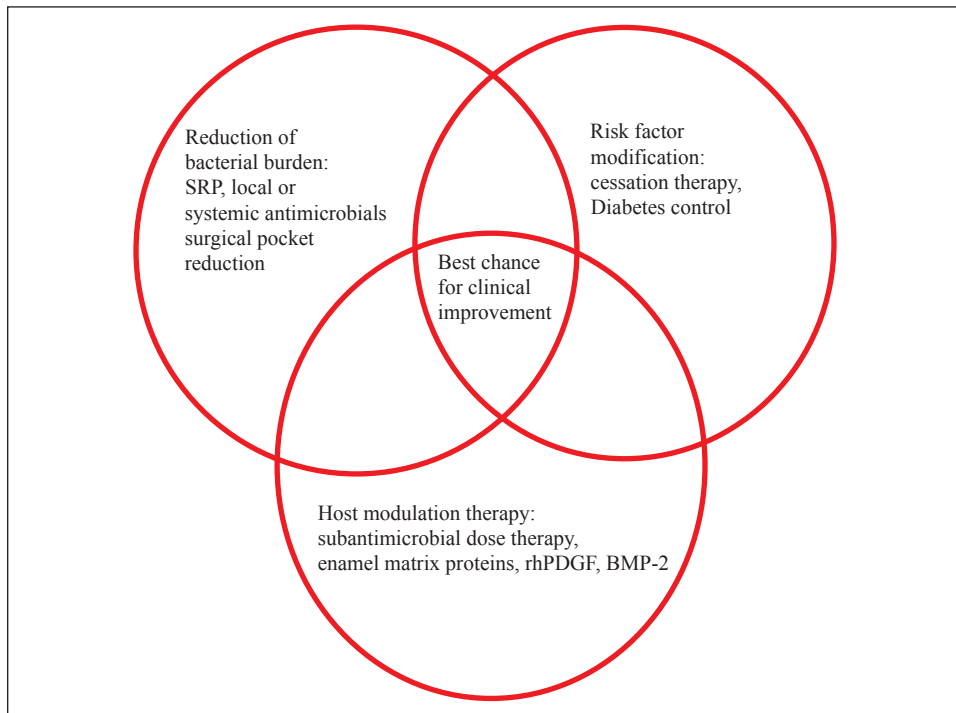 Reduction of
bacterial burden:
SRP, local or
systemic antimicrobials
surgical pocket
reduction
Risk factor
modification:
cessation therapy,
Diabetes control
Best chance
for clinical
improvement
Host modulation therapy:
subantimicrobial dose therapy,
enamel matrix proteins, rhPDGF, BMP-2